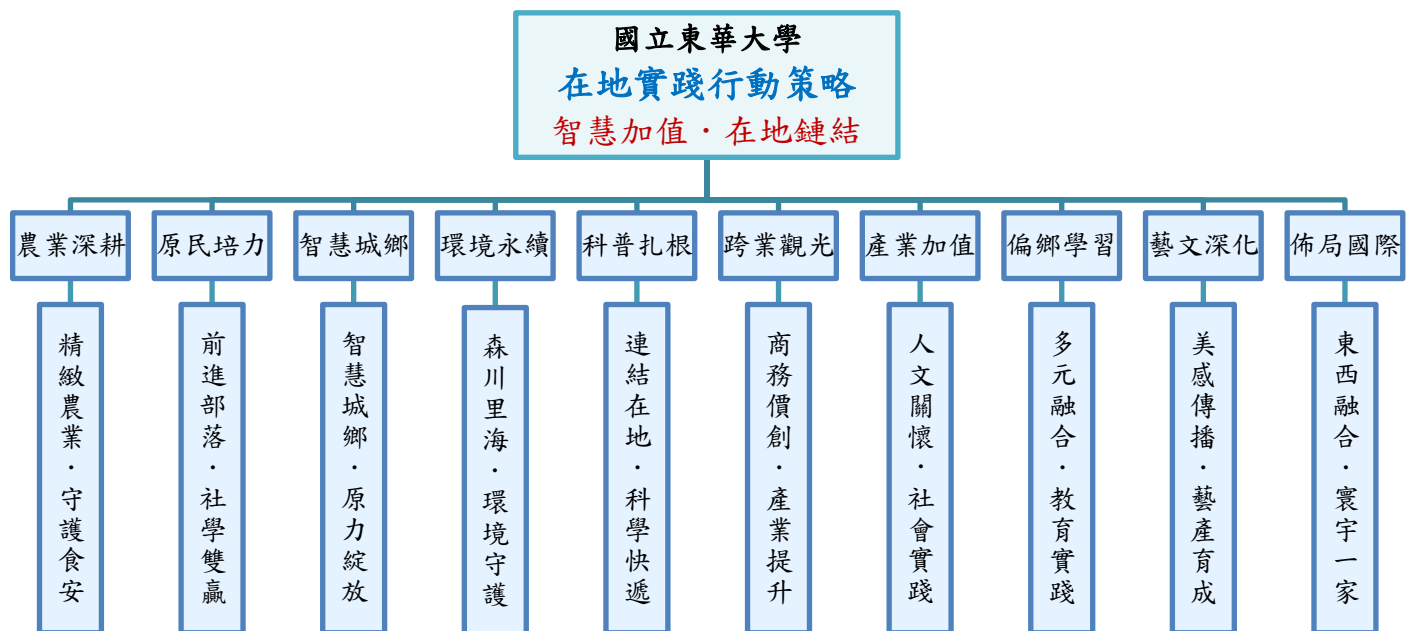 國立東華大學
在地實踐行動策略
智慧加值·在地鏈結
農業深耕
原民培力
智慧城鄉
環境永續
科普扎根
跨業觀光
產業加值
偏鄉學習
藝文深化
佈局國際
精緻農業·守護食安
前進部落·社學雙贏
智慧城鄉·原力綻放
森川里海·環境守護
連結在地·科學快遞
商務價創·產業提升
人文關懷·社會實踐
多元融合·教育實踐
美感傳播·藝產育成
東西融合·寰宇一家